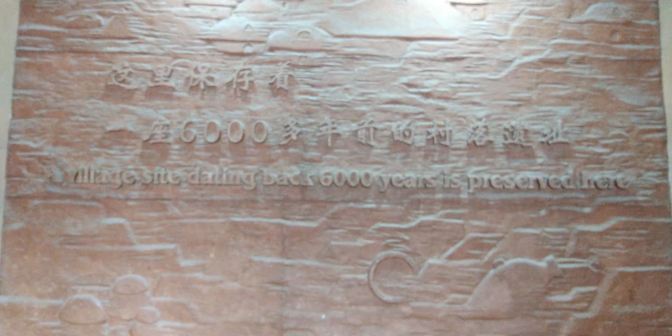 这里保存着
一座6000多年前的村落遗址
A village site dating back 6000 years is preserved here